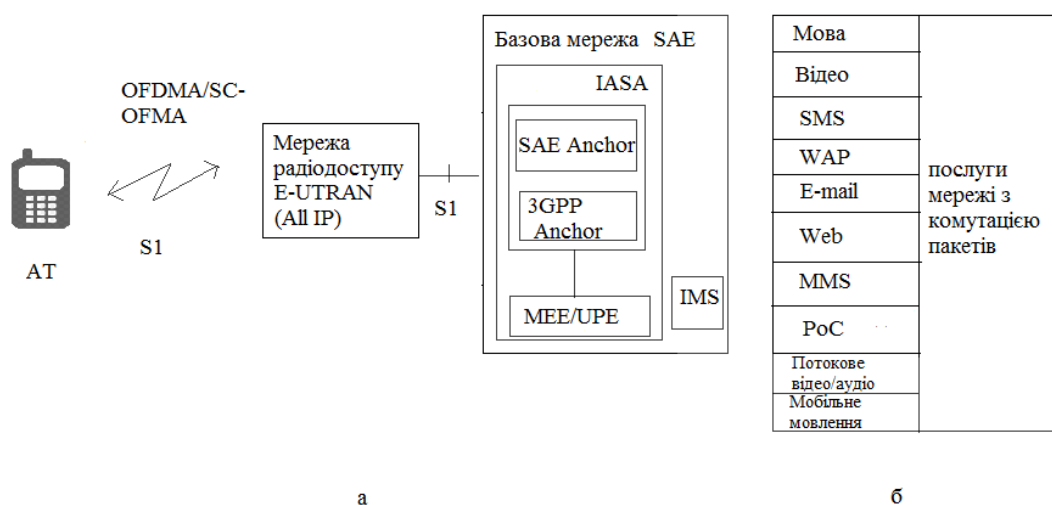 OFDMA/SC-
OFMA
S1
АТ
Мережа
радіодоступу
E-UTRAN
(All IP)
S1
Базова мережа SAE
IASA
SAE Anchor
3GPP
Anchor
MEE/UPE
IMS
а
Мова
Відео
SMS
WAP
E-mail
Web
MMS
PoC
Потокове
відео/аудіо
Мобільне
мовлення
послуги
мережі з
комутацією
пакетів
б